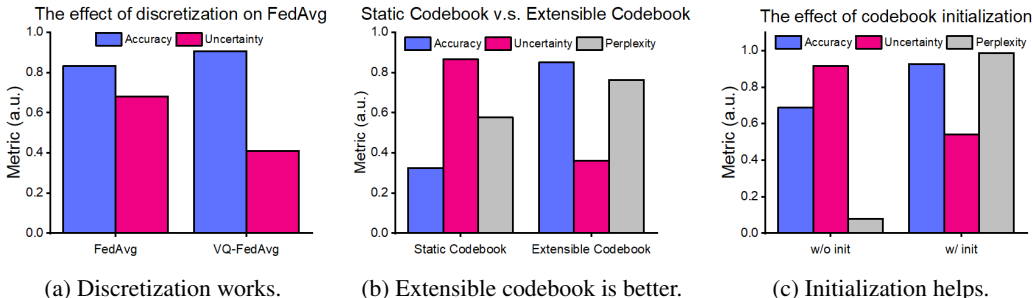 The effect of discretization on FedAvg
1.0
0.8
0.6
0.4
0.2
0.0
Metric (a.u.)
Accuracy
Uncertainty
FedAvg
VQ-FedAvg
(a) Discretization works.
Static Codebook v.s. Extensible Codebook
1.0
0.8
0.6
0.4
0.2
0.0
Metric (a.u.)
Accuracy
Uncertainty
Perplexity
Static Codebook
Extensible Codebook
(b) Extensible codebook is better.
The effect of codebook initialization
1.0
0.8
0.6
0.4
0.2
0.0
Metric (a.u.)
Accuracy
Uncertainty
Perplexity
w/o init
w/ init
(c) Initialization helps.